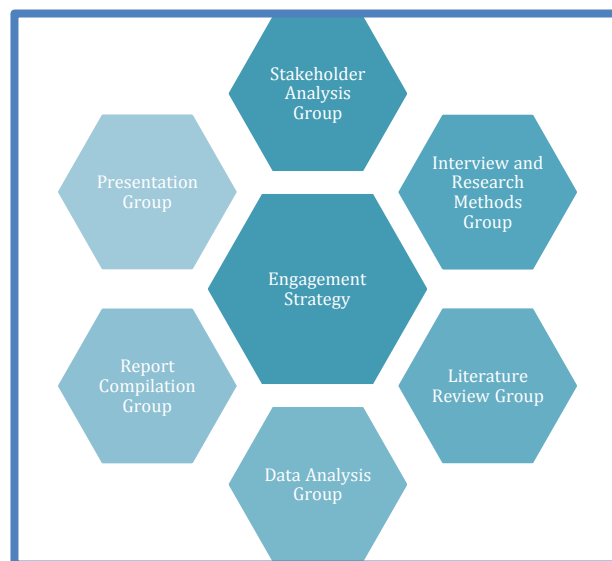 Stakeholder
Analysis
Group
Presentation
Group
Interview and
Research
Methods
Group
Engagement
Strategy
Report
Compilation
Group
Literature
Review Group
Data Analysis
Group